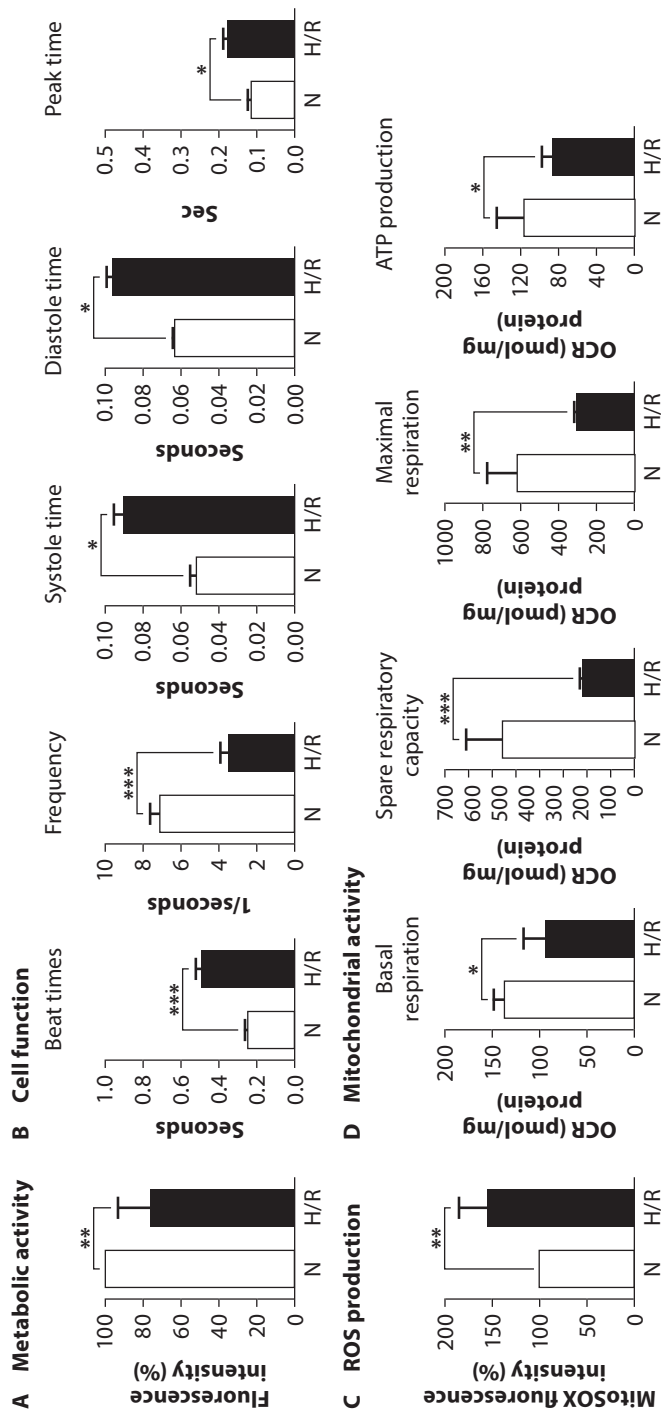 A Metabolic activity
Fluorescence
intensity (%)
100
80
60
40
20
0
**
N
H/R
B Cell function
Beat times
Seconds
1.0
0.8
0.6
0.4
0.2
0.0
***
N
H/R
Frequency
1/seconds
10
8
6
4
2
0
***
N
H/R
Systole time
Seconds
0.10
0.08
0.06
0.04
0.02
0.00
*
N
H/R
Diastole time
Seconds
0.10
0.08
0.06
0.04
0.02
0.00
*
N
H/R
Peak time
Sec
0.5
0.4
0.3
0.2
0.1
0.0
*
N
H/R
C ROS production
MitoSOX fluorescence
intensity (%)
200
150
100
50
0
**
N
H/R
D Mitochondrial activity
Basal
respiration
OCR (pmol/mg
protein)
200
150
100
50
0
*
N
H/R
Spare respiratory
capacity
OCR (pmol/mg
protein)
700
600
500
400
300
200
100
0
***
N
H/R
Maximal
respiration
OCR (pmol/mg
protein)
1000
800
600
400
200
0
**
N
H/R
ATP production
OCR (pmol/mg
protein)
200
160
120
80
40
0
*
N
H/R